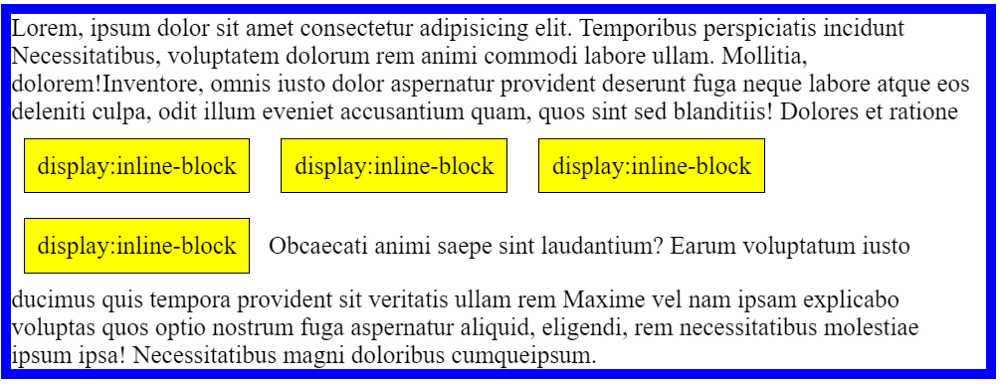 Lorem, ipsum dolor sit amet consectetur adipisicing elit. Temporibus perspiciatis incidunt
Necessitatibus, voluptatem dolorum rem animi commodi labore ullam. Mollitia,
dolorem!Inventore, omnis iusto dolor aspernatur provident deserunt fuga neque labore atque eos
deleniti culpa, odit illum eveniet accusantium quam, quos sint sed blanditiis! Dolores et ratione
display:inline-block display:inline-block display:inline-block
display:inline-block Obcaecati animi saepe sint laudantium? Earum voluptatum iusto
ducimus quis tempora provident sit veritatis ullam rem Maxime vel nam ipsam explicabo
voluptas quos optio nostrum fuga aspernatur aliquid, eligendi, rem necessitatibus molestiae
ipsum ipsa! Necessitatibus magni doloribus cumqueipsum.